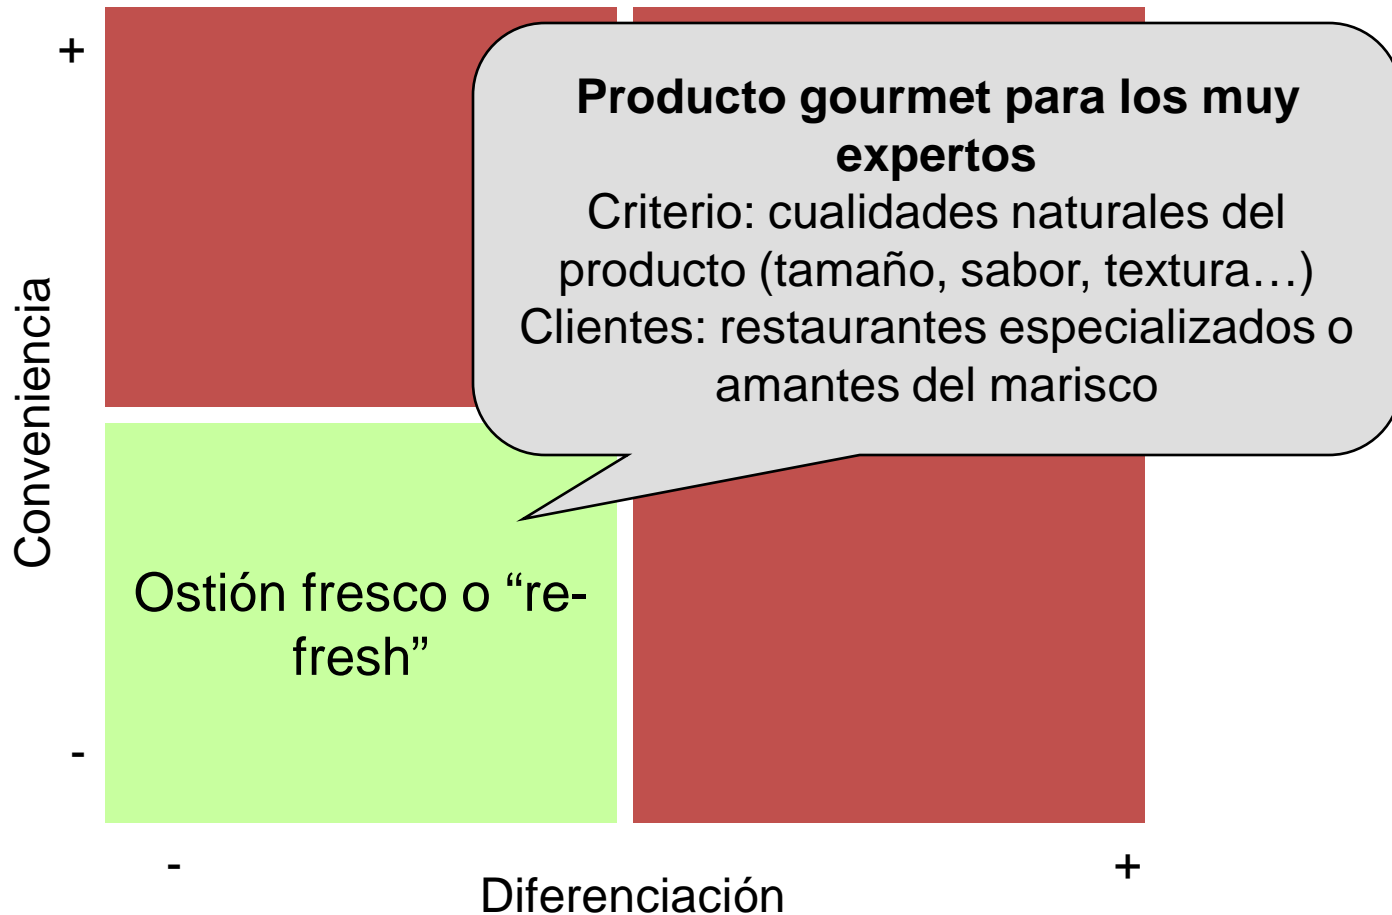 +
Producto gourmet para los muy
expertos
Criterio: cualidades naturales del
producto (tamaño, sabor, textura…)
Clientes: restaurantes especializados o
amantes del marisco
Conveniencia
Ostión fresco o “re-
fresh”
-
-
+
Diferenciación